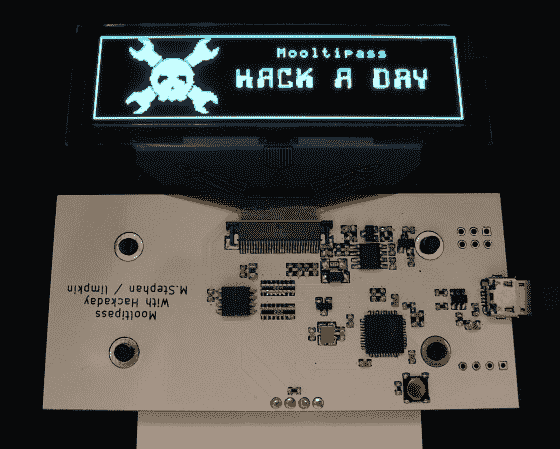 Mooltipass
HACK A DAY
Mooltipass
With Hackaday
M.Stephan / limpkin